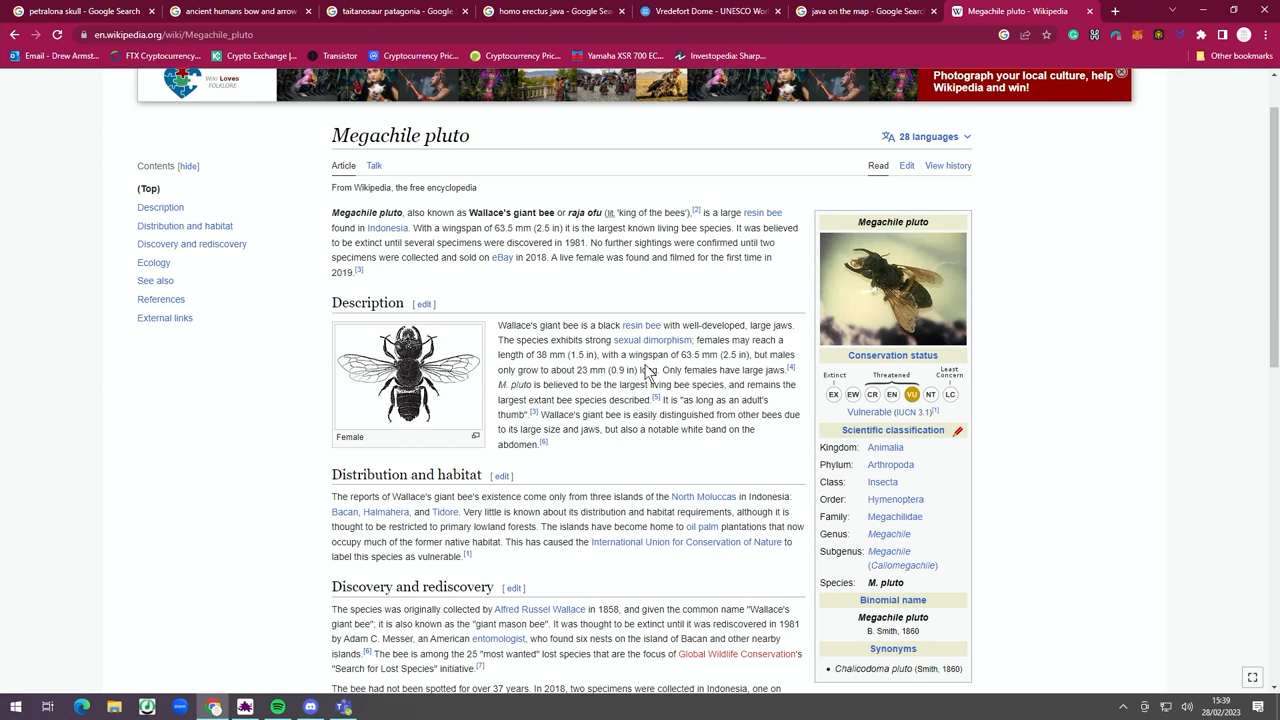 petranaskull - Google Search
ancient humans bow and arrow
titanosaur patagonia - Google
homo erectus java - Google Sea
Vredefort Dome - UNESCO Wo
java on the map - Google Search
Megachile pluto - Wikipedia
en.wikipedia.org/wiki/Megachile_pluto
Email - Drew Armst...
FTX Cryptocurrency...
Crypto Exchange |...
Transistor
Cryptocurrency Pric...
Cryptocurrency Pric...
Yamaha XSR 700 EC...
Investopedia: Sharp...
Other bookmarks
Wiki Loves
FOLKLORE
Photograph your local culture, help
Wikipedia and win!
Megachile pluto
28 languages
Contents [hide]
(Top)
Description
Distribution and habitat
Discovery and rediscovery
Ecology
See also
References
External links
Article Talk
Read Edit View history
From Wikipedia, the free encyclopedia
Megachile pluto, also known as Wallace's giant bee or raja ofu (lit. 'king of the bees'),[2] is a large resin bee
found in Indonesia. With a wingspan of 63.5 mm (2.5 in) it is the largest known living bee species. It was believed
to be extinct until several specimens were discovered in 1981. No further sightings were confirmed until two
specimens were collected and sold on eBay in 2018. A live female was found and filmed for the first time in
2019.[3]
Description [ edit ]
Female
Wallace's giant bee is a black resin bee with well-developed, large jaws.
The species exhibits strong sexual dimorphism; females may reach a
length of 38 mm (1.5 in), with a wingspan of 63.5 mm (2.5 in), but males
only grow to about 23 mm (0.9 in) long. Only females have large jaws.[4]
M. pluto is believed to be the largest living bee species, and remains the
largest extant bee species described.[5] It is "as long as an adult's
thumb".[3] Wallace's giant bee is easily distinguished from other bees due
to its large size and jaws, but also a notable white band on the
abdomen.[6]
Distribution and habitat [ edit ]
The reports of Wallace's giant bee's existence come only from three islands of the North Moluccas in Indonesia:
Bacan, Halmahera, and Tidore. Very little is known about its distribution and habitat requirements, although it is
thought to be restricted to primary lowland forests. The islands have become home to oil palm plantations that now
occupy much of the former native habitat. This has caused the International Union for Conservation of Nature to
label this species as vulnerable.[1]
Discovery and rediscovery [ edit ]
The species was originally collected by Alfred Russel Wallace in 1858, and given the common name "Wallace's
giant bee"; it is also known as the "giant mason bee". It was thought to be extinct until it was rediscovered in 1981
by Adam C. Messer, an American entomologist, who found six nests on the island of Bacan and other nearby
islands.[6] The bee is among the 25 "most wanted" lost species that are the focus of Global Wildlife Conservation's
"Search for Lost Species" initiative.[7]
The bee had not been spotted for over 37 years. In 2018, two specimens were collected in Indonesia, one on
Megachile pluto
Conservation status
Extinct Threatened Least
Concern
EX EW CR EN VU NT LC
Vulnerable (IUCN 3.1)[1]
Scientific classification
Kingdom: Animalia
Phylum: Arthropoda
Class: Insecta
Order: Hymenoptera
Family: Megachilidae
Genus: Megachile
Subgenus: Megachile
(Callomegachile)
Species: M. pluto
Binomial name
Megachile pluto
B. Smith, 1860
Synonyms
• Chalicodoma pluto (Smith, 1860)
zoom
15:39
28/02/2023